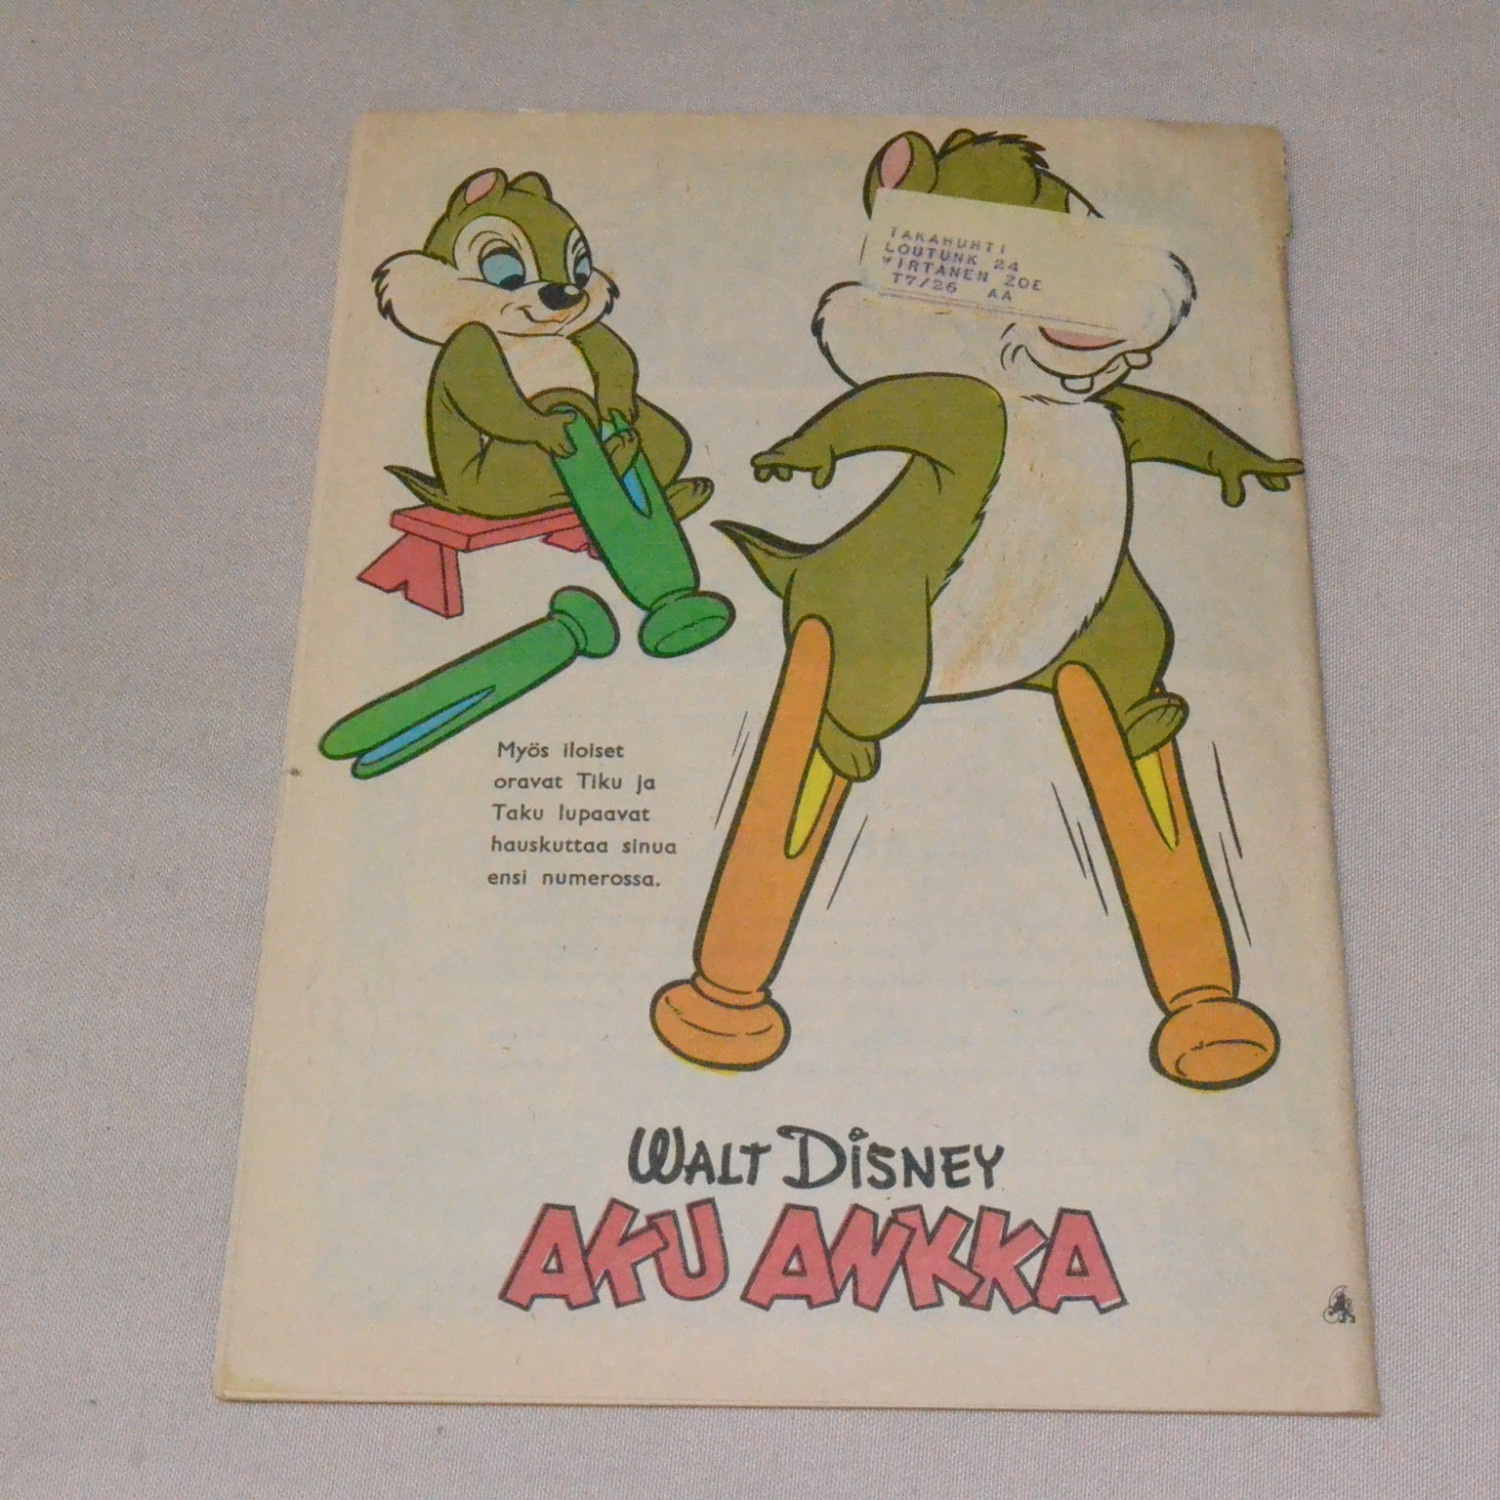 TAKAHUHTI
LOUTUNK 24
VIRTANEN ZOE
T7/26 AA
Myös iloiset
oravat Tiku ja
Taku lupaavat
hauskuttaa sinua
ensi numerossa.
WALT DISNEY
AKU ANKKA